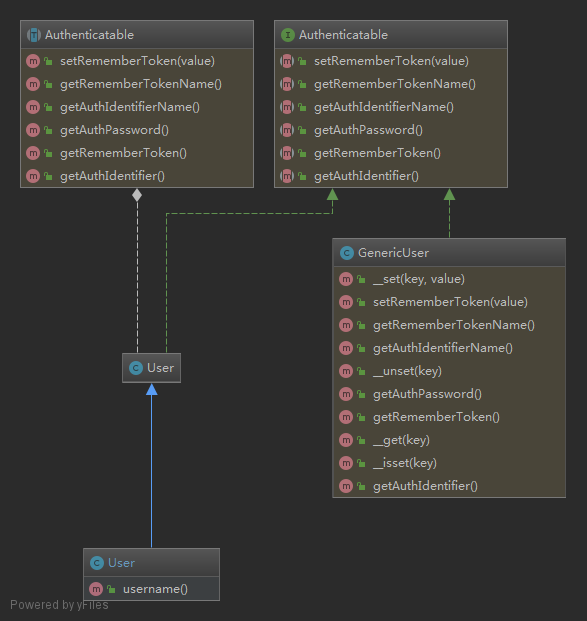 Authenticatable
setRememberToken(value)
getRememberTokenName()
getAuthIdentifierName()
getAuthPassword()
getRememberToken()
getAuthIdentifier()
Authenticatable
setRememberToken(value)
getRememberTokenName()
getAuthIdentifierName()
getAuthPassword()
getRememberToken()
getAuthIdentifier()
GenericUser
__set(key, value)
setRememberToken(value)
getRememberTokenName()
getAuthIdentifierName()
__unset(key)
getAuthPassword()
getRememberToken()
__get(key)
__isset(key)
getAuthIdentifier()
User
User
username()
Powered by yFiles